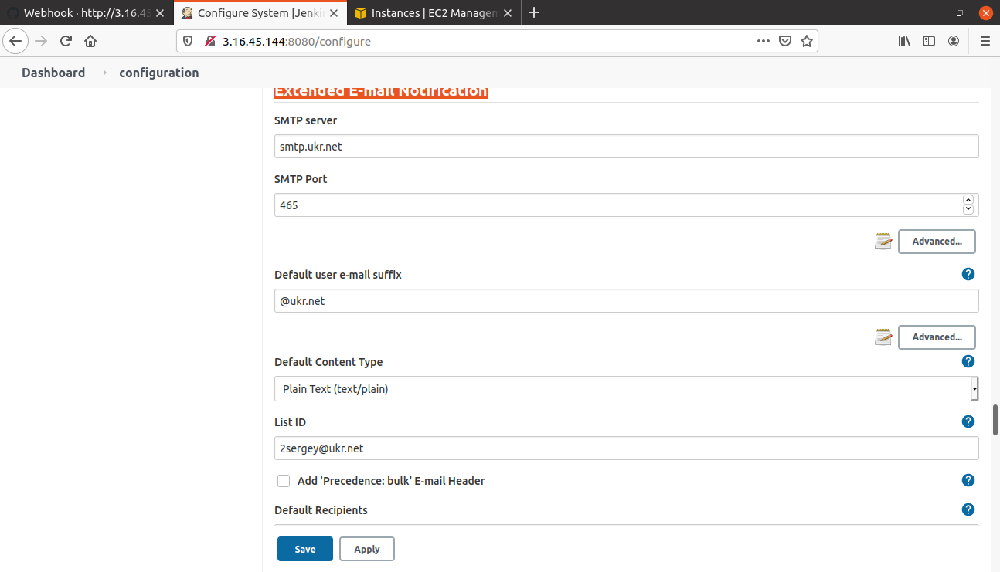 Webhook · http://3.16.45
Configure System [Jenki
Instances | EC2 Managem
3.16.45.144:8080/configure
Dashboard
configuration
Extended E-mail Notification
SMTP server
smtp.ukr.net
SMTP Port
465
Advanced...
Default user e-mail suffix
@ukr.net
Advanced...
Default Content Type
Plain Text (text/plain)
List ID
2sergey@ukr.net
Add 'Precedence: bulk' E-mail Header
Default Recipients
Save
Apply